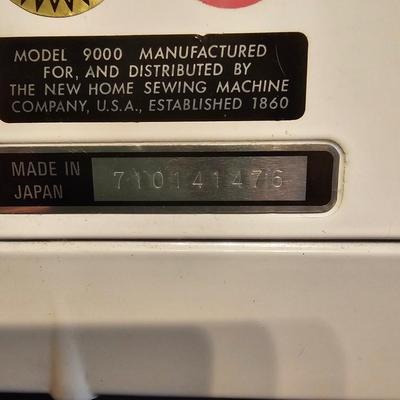 MODEL 9000 MANUFACTURED
FOR, AND DISTRIBUTED BY
THE NEW HOME SEWING MACHINE
COMPANY, U.S.A., ESTABLISHED 1860
MADE IN
JAPAN
710141476